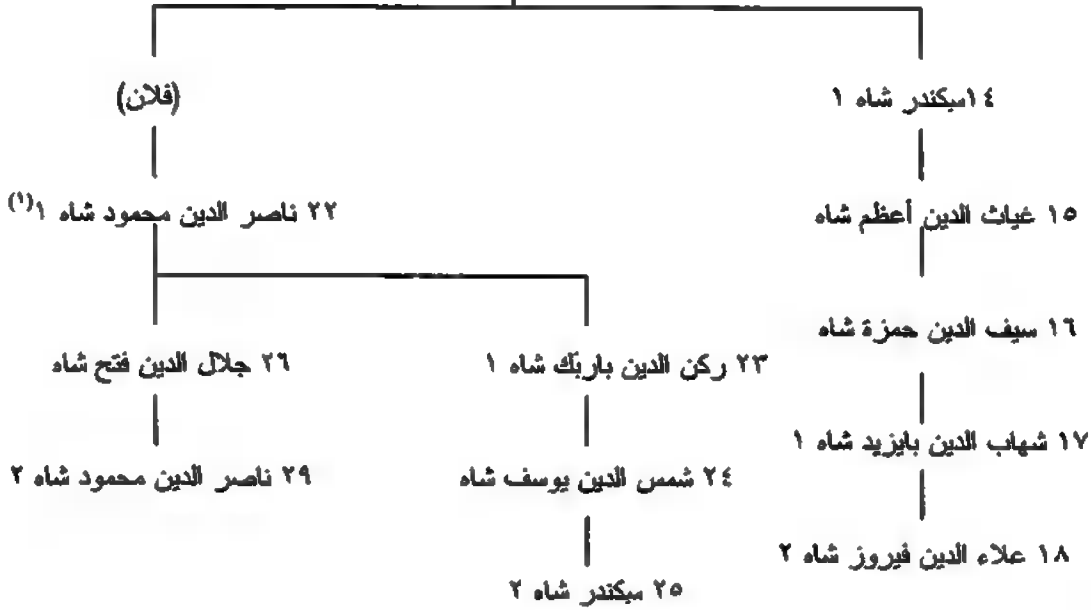 ١٤ سكندر شاه ١
(فلان)
١٥ غياث الدين أعظم شاه
٢٢ ناصر الدين محمود شاه ١(١)
١٦ سيف الدين حمزة شاه
٢٣ ركن الدين باربك شاه ١
٢٦ جلال الدين فتح شاه
١٧ شهاب الدين بايزيد شاه ١
٢٤ شمس الدين يوسف شاه
٢٩ ناصر الدين محمود شاه ٢
١٨ علاء الدين فيروز شاه ٢
٢٥ سكندر شاه ٢